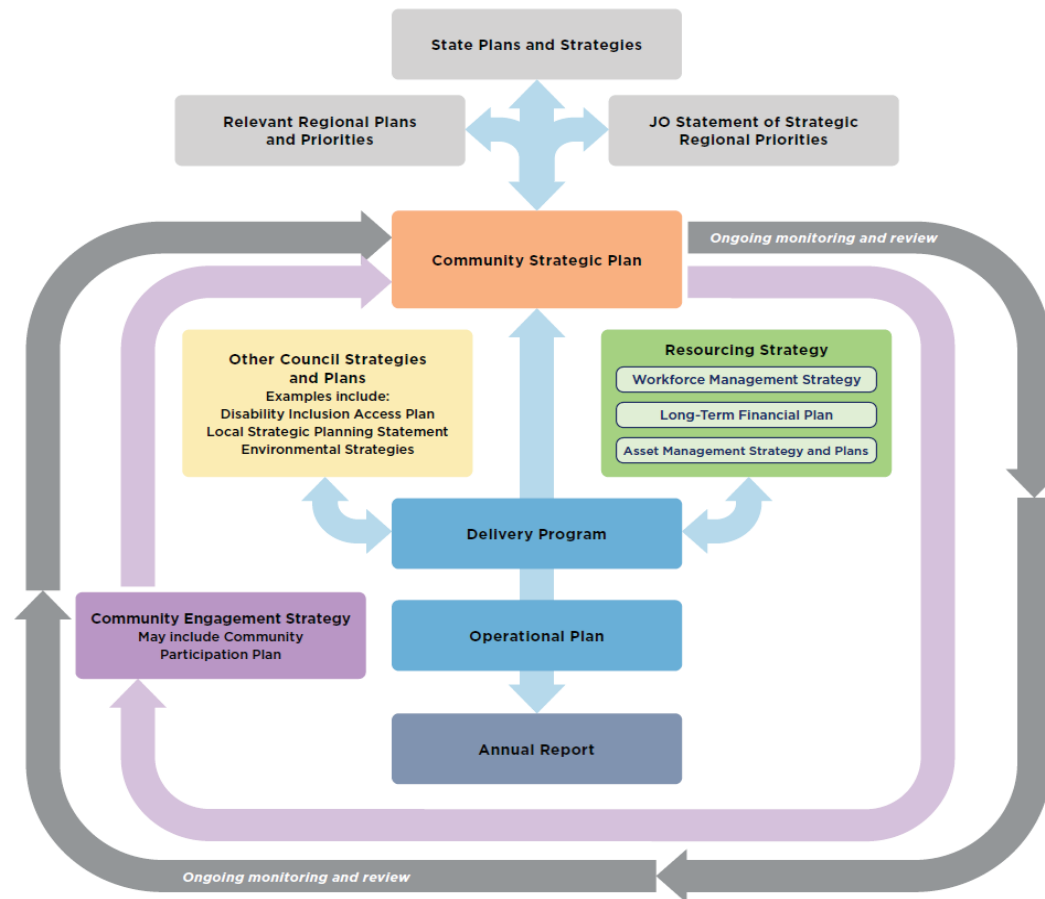 State Plans and Strategies
Relevant Regional Plans
and Priorities
JO Statement of Strategic
Regional Priorities
Ongoing monitoring and review
Community Strategic Plan
Other Council Strategies
and Plans
Examples include:
Disability Inclusion Access Plan
Local Strategic Planning Statement
Environmental Strategies
Resourcing Strategy
Workforce Management Strategy
Long-Term Financial Plan
Asset Management Strategy and Plans
Delivery Program
Community Engagement Strategy
May include Community
Participation Plan
Operational Plan
Annual Report
Ongoing monitoring and review